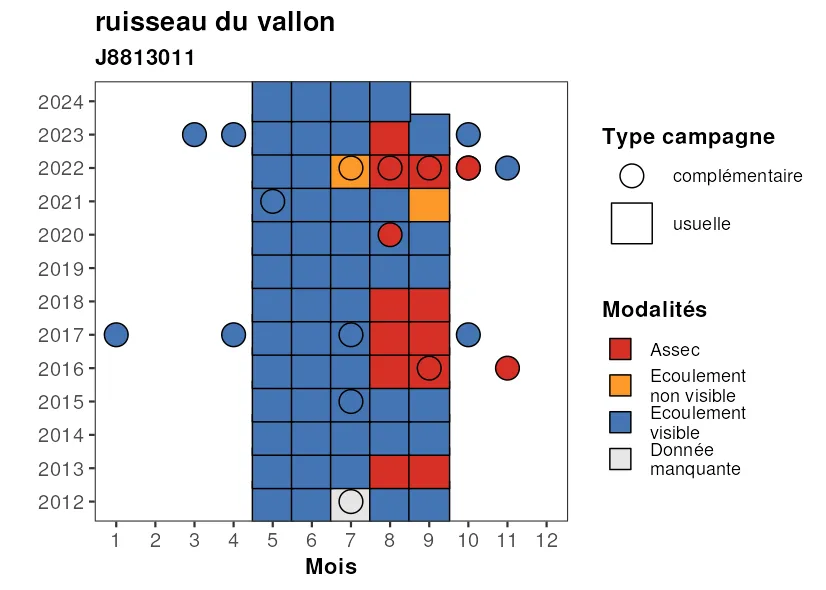 ruisseau du vallon
J8813011
2024
2023
2022
2021
2020
2019
2018
2017
2016
2015
2014
2013
2012
1 2 3 4 5 6 7 8 9 10 11 12
Mois
Type campagne
complémentaire
usuelle
Modalités
Assec
Ecoulement
non visible
Ecoulement
visible
Donnée
manquante